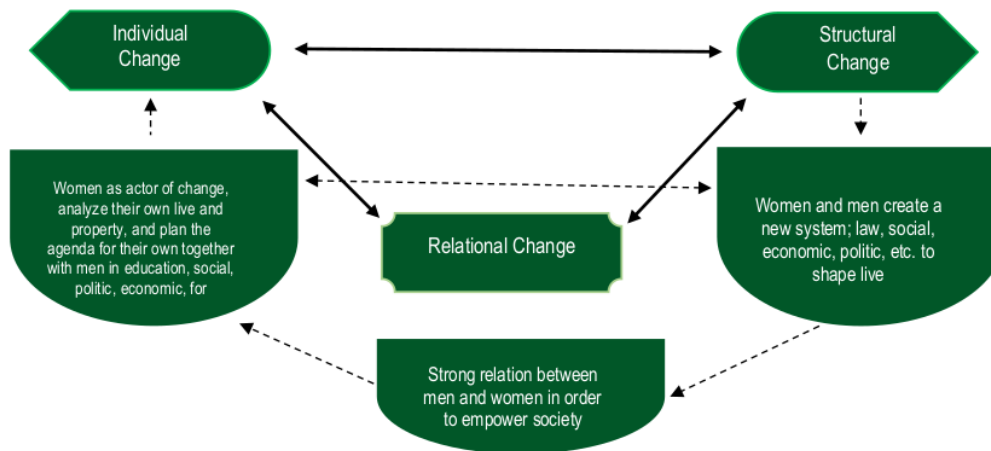 Individual
Change
Structural
Change
Women as actor of change,
analyze their own live and
property, and plan the
agenda for their own together
with men in education, social,
politic, economic, for
Relational Change
Women and men create a
new system; law, social,
economic, politic, etc. to
shape live
Strong relation between
men and women in order
to empower society